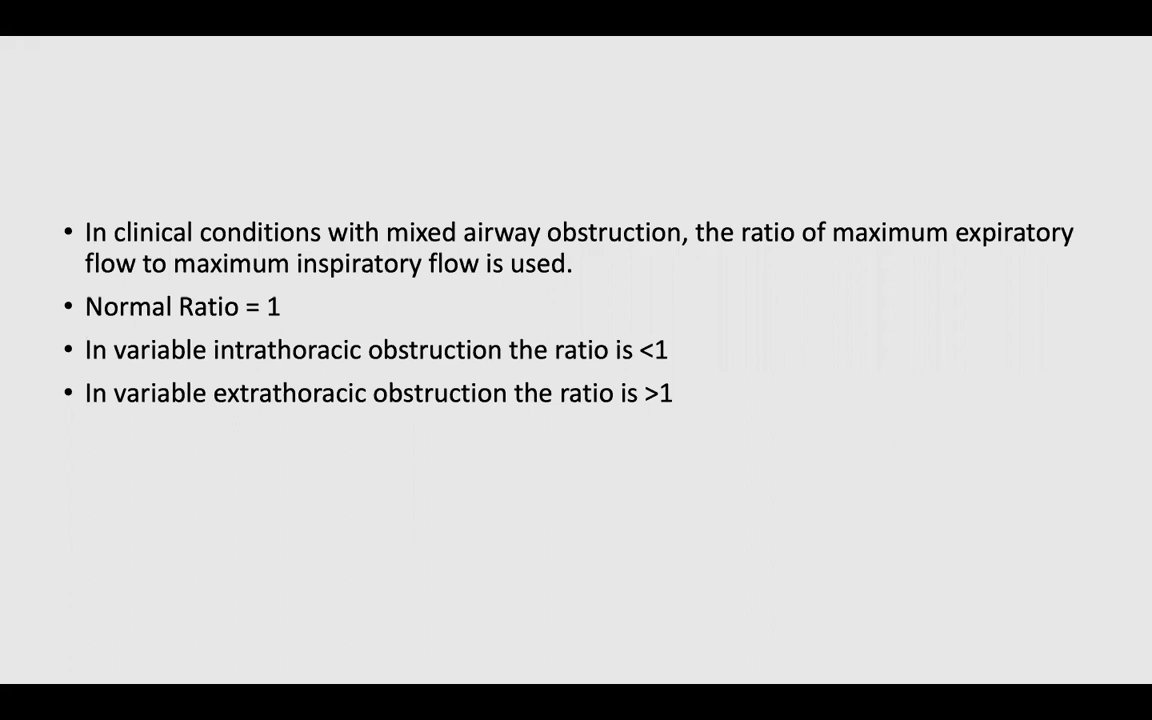 • In clinical conditions with mixed airway obstruction, the ratio of maximum expiratory
flow to maximum inspiratory flow is used.
• Normal Ratio = 1
• In variable intrathoracic obstruction the ratio is <1
• In variable extrathoracic obstruction the ratio is >1